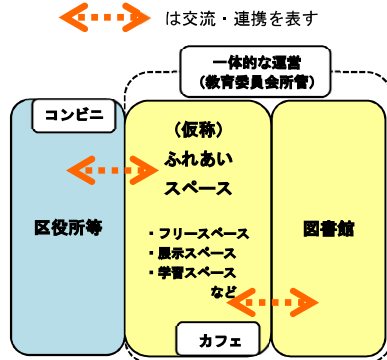 は交流・連携を表す
一体的な運営
（教育委員会所管）
コンビニ
（仮称）
ふれあい
スペース
区役所等
・フリースペース
・展示スペース
・学習スペース
など
図書館
カフェ